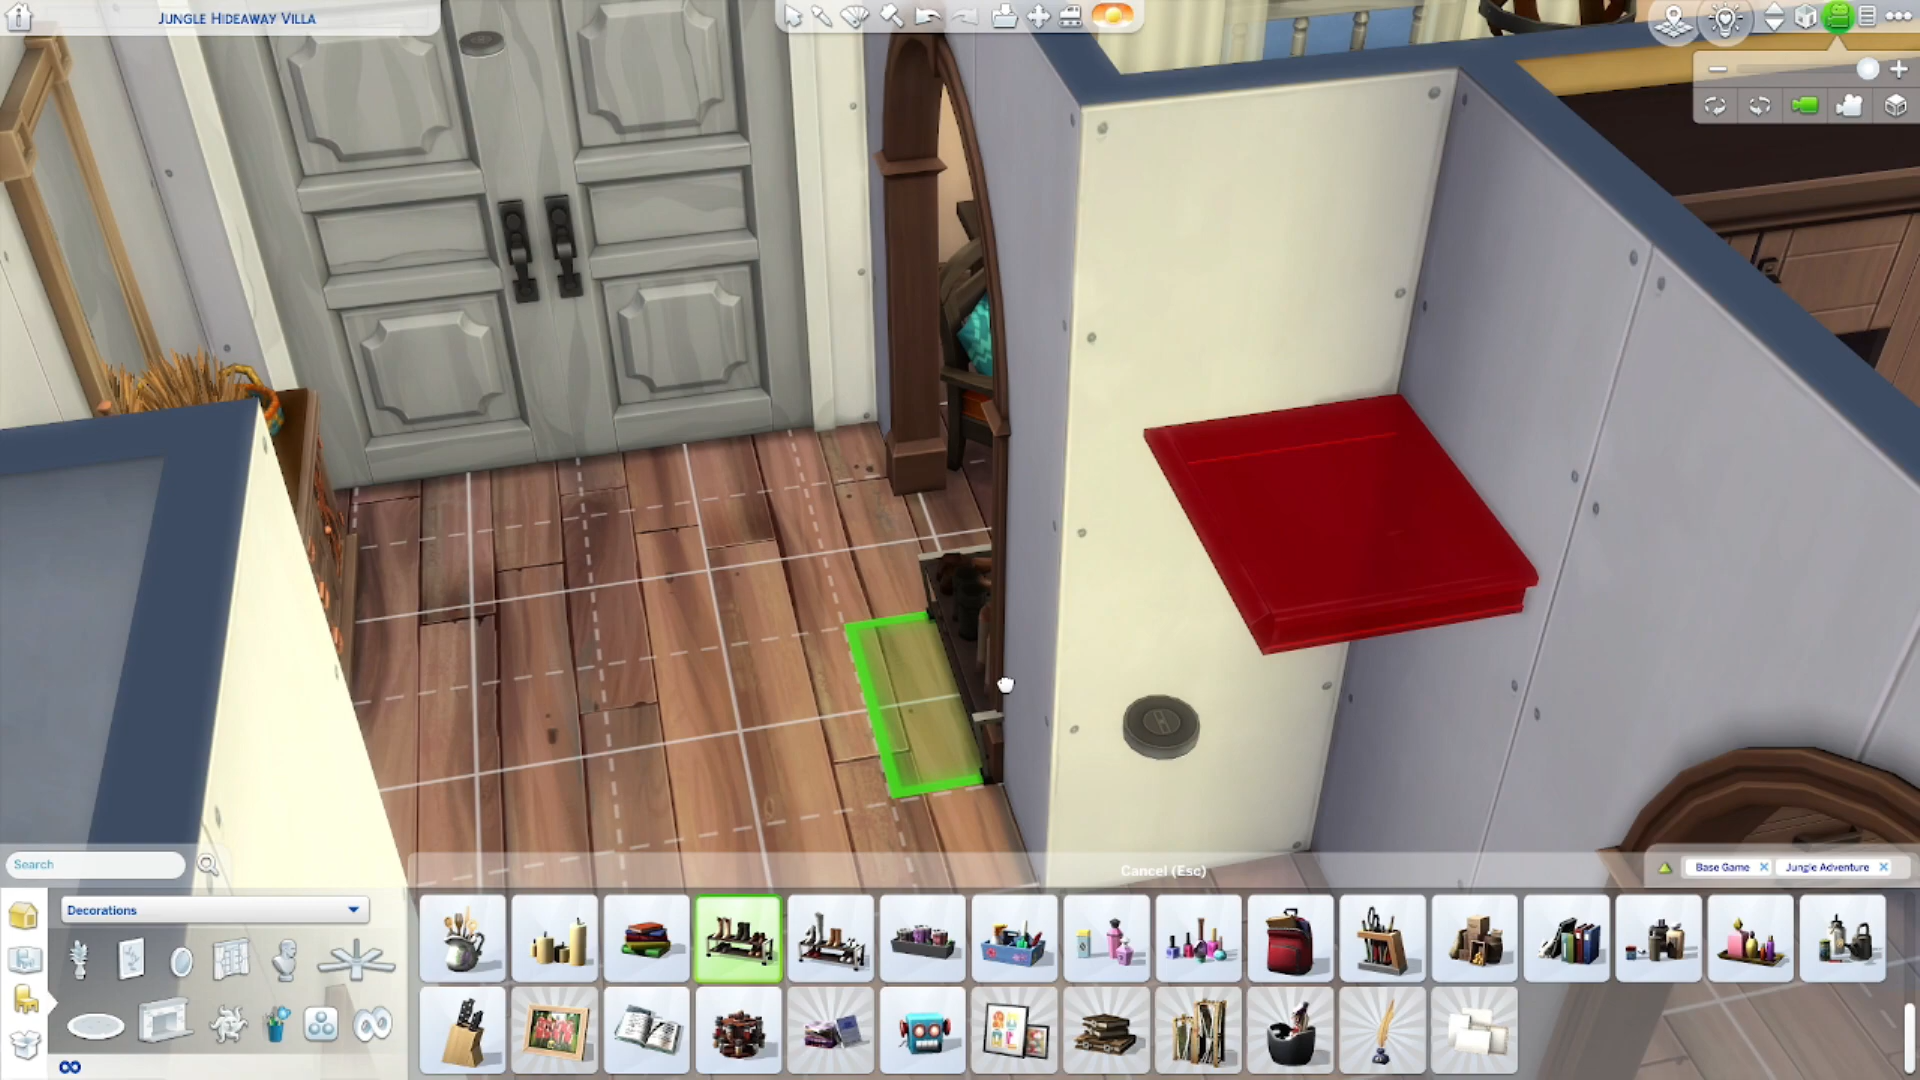 JUNGLE HIDEAWAY VILLA
Search
Cancel (Esc)
Base Game
Jungle Adventure
Decorations